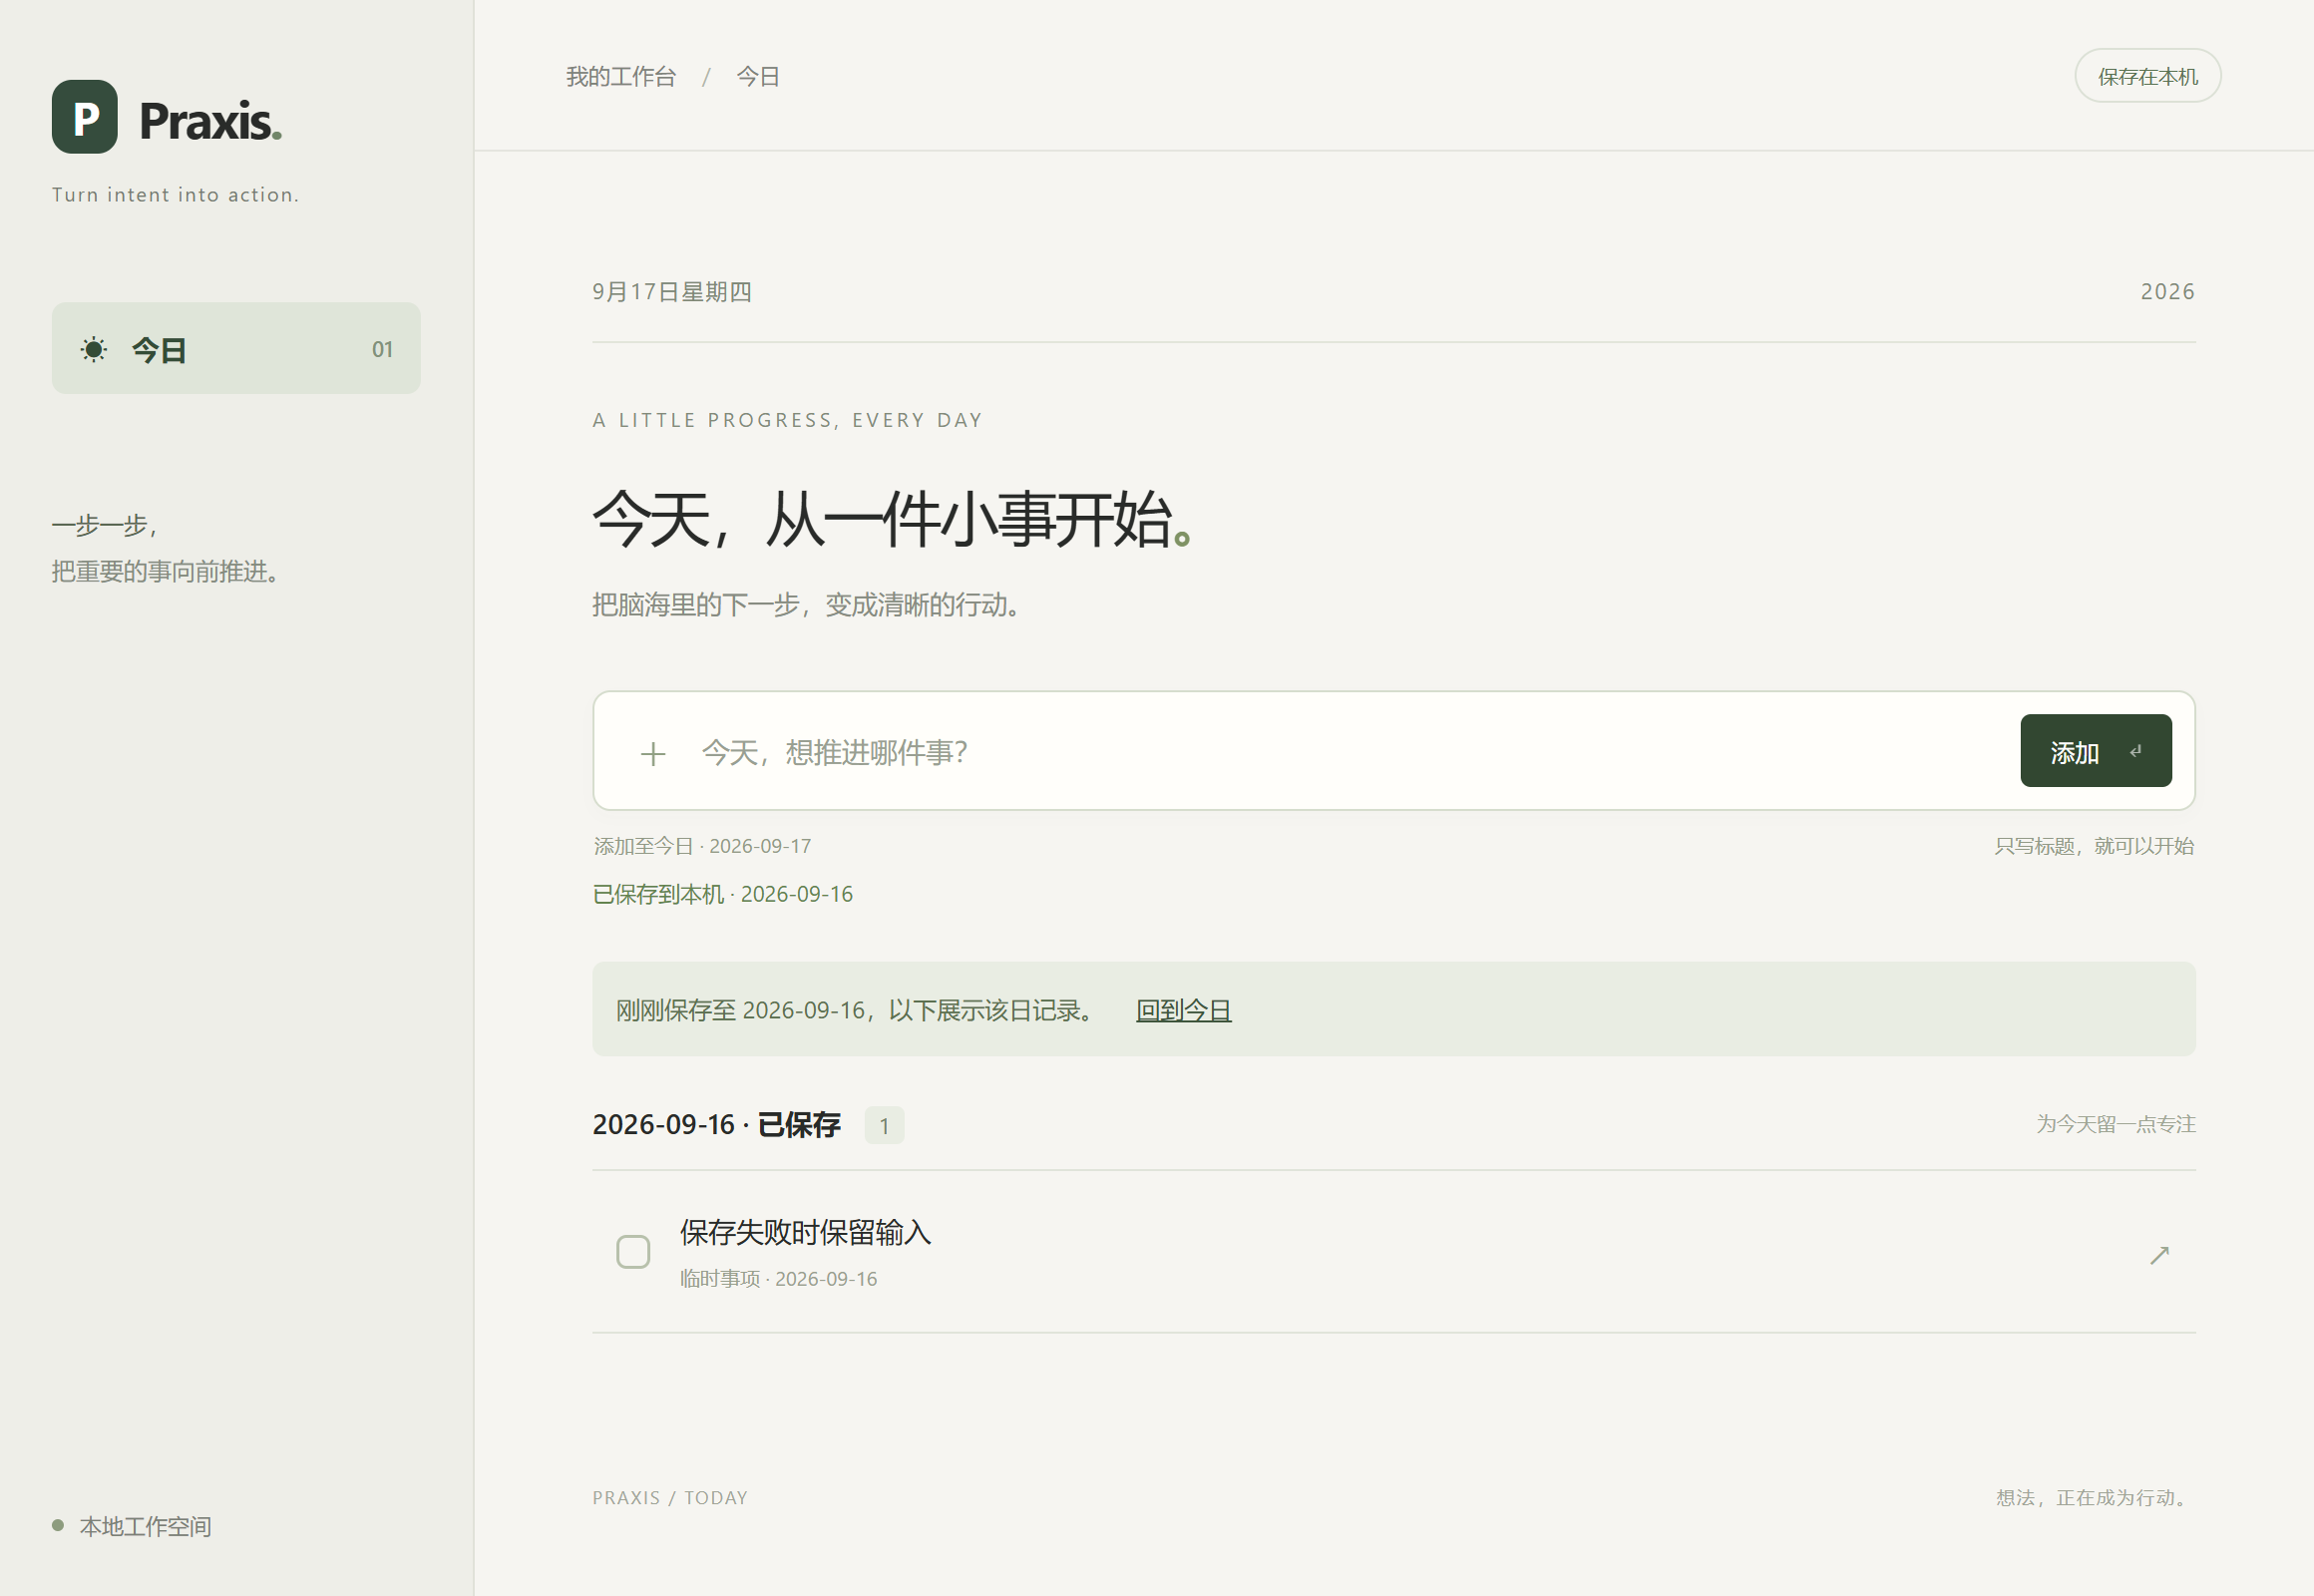 P Praxis.
Turn intent into action.
今日 01
一步一步，
把重要的事向前推进。
本地工作空间
我的工作台 / 今日
保存在本机
9月17日星期四
2026
A LITTLE PROGRESS, EVERY DAY
今天，从一件小事开始。
把脑海里的下一步，变成清晰的行动。
今天，想推进哪件事？
添加
添加至今日 · 2026-09-17
只写标题，就可以开始
已保存到本机 · 2026-09-16
刚刚保存至 2026-09-16，以下展示该日记录。 回到今日
2026-09-16 · 已保存 1
为今天留一点专注
保存失败时保留输入
临时事项 · 2026-09-16
PRAXIS / TODAY
想法，正在成为行动。